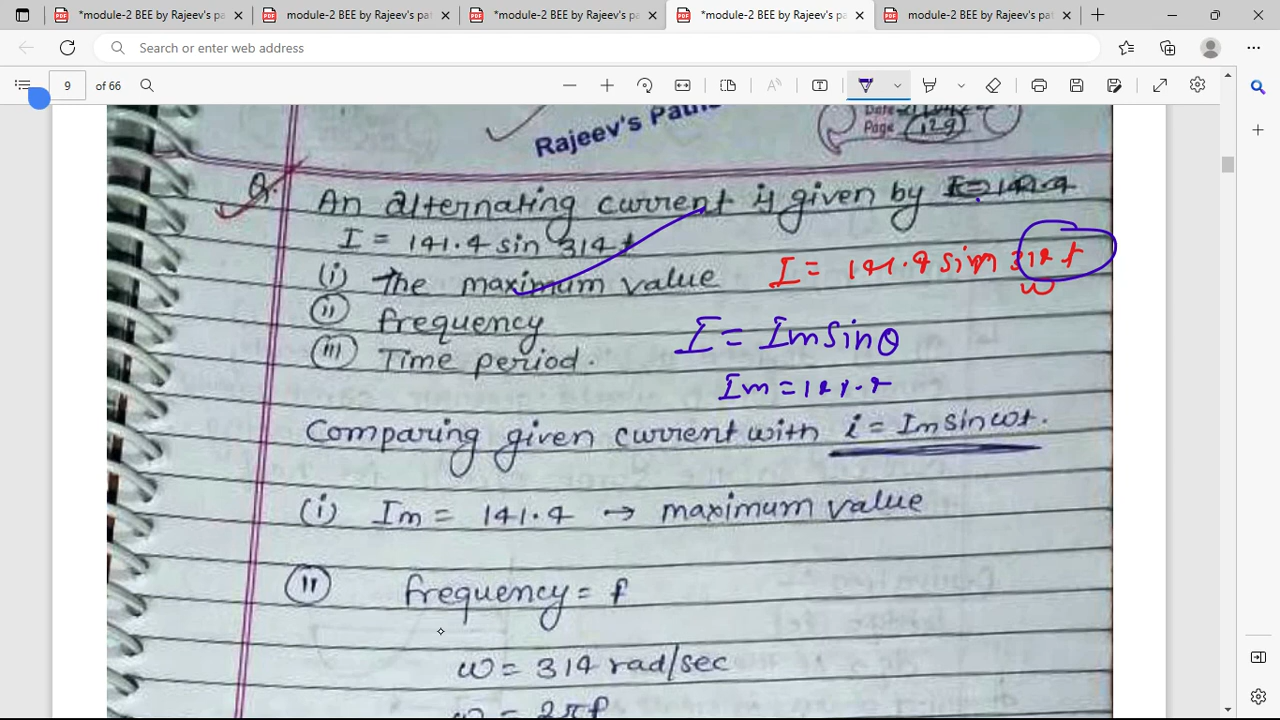 *module-2 BEE by Rajeev's pat
module-2 BEE by Rajeev's pat
*module-2 BEE by Rajeev's pat
*module-2 BEE by Rajeev's pa
module-2 BEE by Rajeev's pat
Search or enter web address
9 of 66
Rajeev's
Page 129
Q. An alternating current is given by
I = 141.4 sin 314 t
I = 141.4 sin 314 t
(i) the maximum value
w
(ii) frequency
I = Im sin θ
(iii) Time period.
Im = 141.4
Comparing given current with i = Im sin ωt.
(i) Im = 141.4 → maximum value
(ii) frequency = f
ω = 314 rad/sec
ω = 2πf